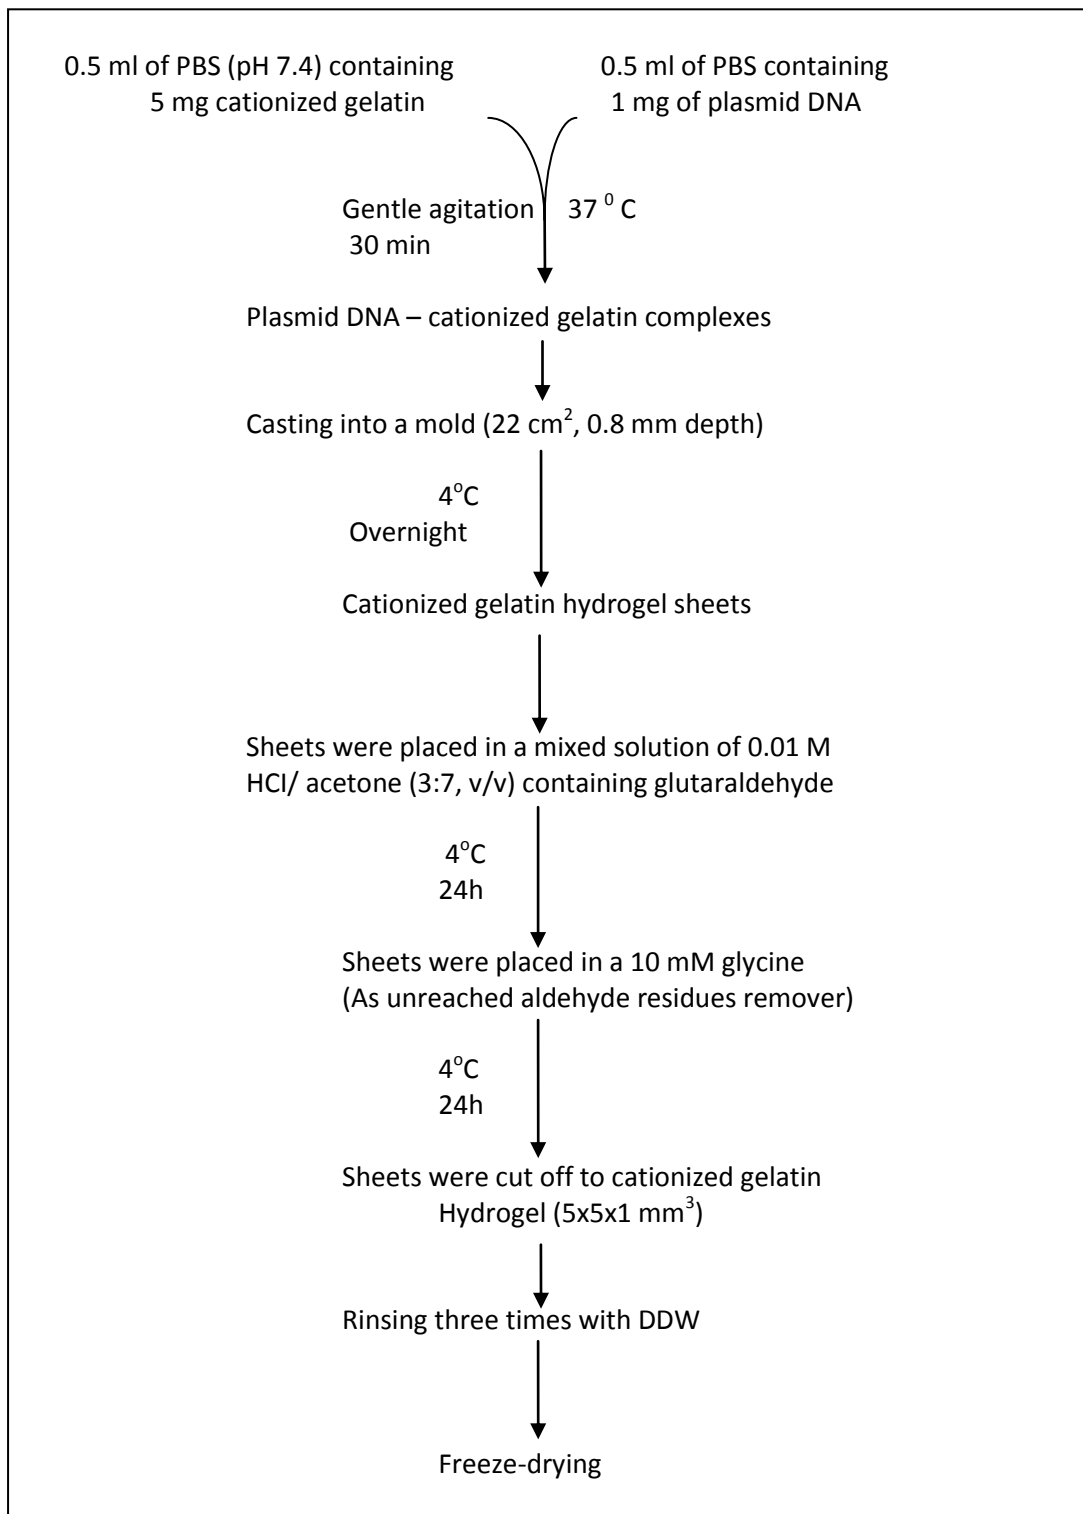 0.5 ml of PBS (pH 7.4) containing
5 mg cationized gelatin
0.5 ml of PBS containing
1 mg of plasmid DNA
Gentle agitation
30 min
37 ⁰ C
Plasmid DNA – cationized gelatin complexes
Casting into a mold (22 cm², 0.8 mm depth)
4°C
Overnight
Cationized gelatin hydrogel sheets
Sheets were placed in a mixed solution of 0.01 M
HCl/ acetone (3:7, v/v) containing glutaraldehyde
4°C
24h
Sheets were placed in a 10 mM glycine
(As unreached aldehyde residues remover)
4°C
24h
Sheets were cut off to cationized gelatin
Hydrogel (5x5x1 mm³)
Rinsing three times with DDW
Freeze-drying